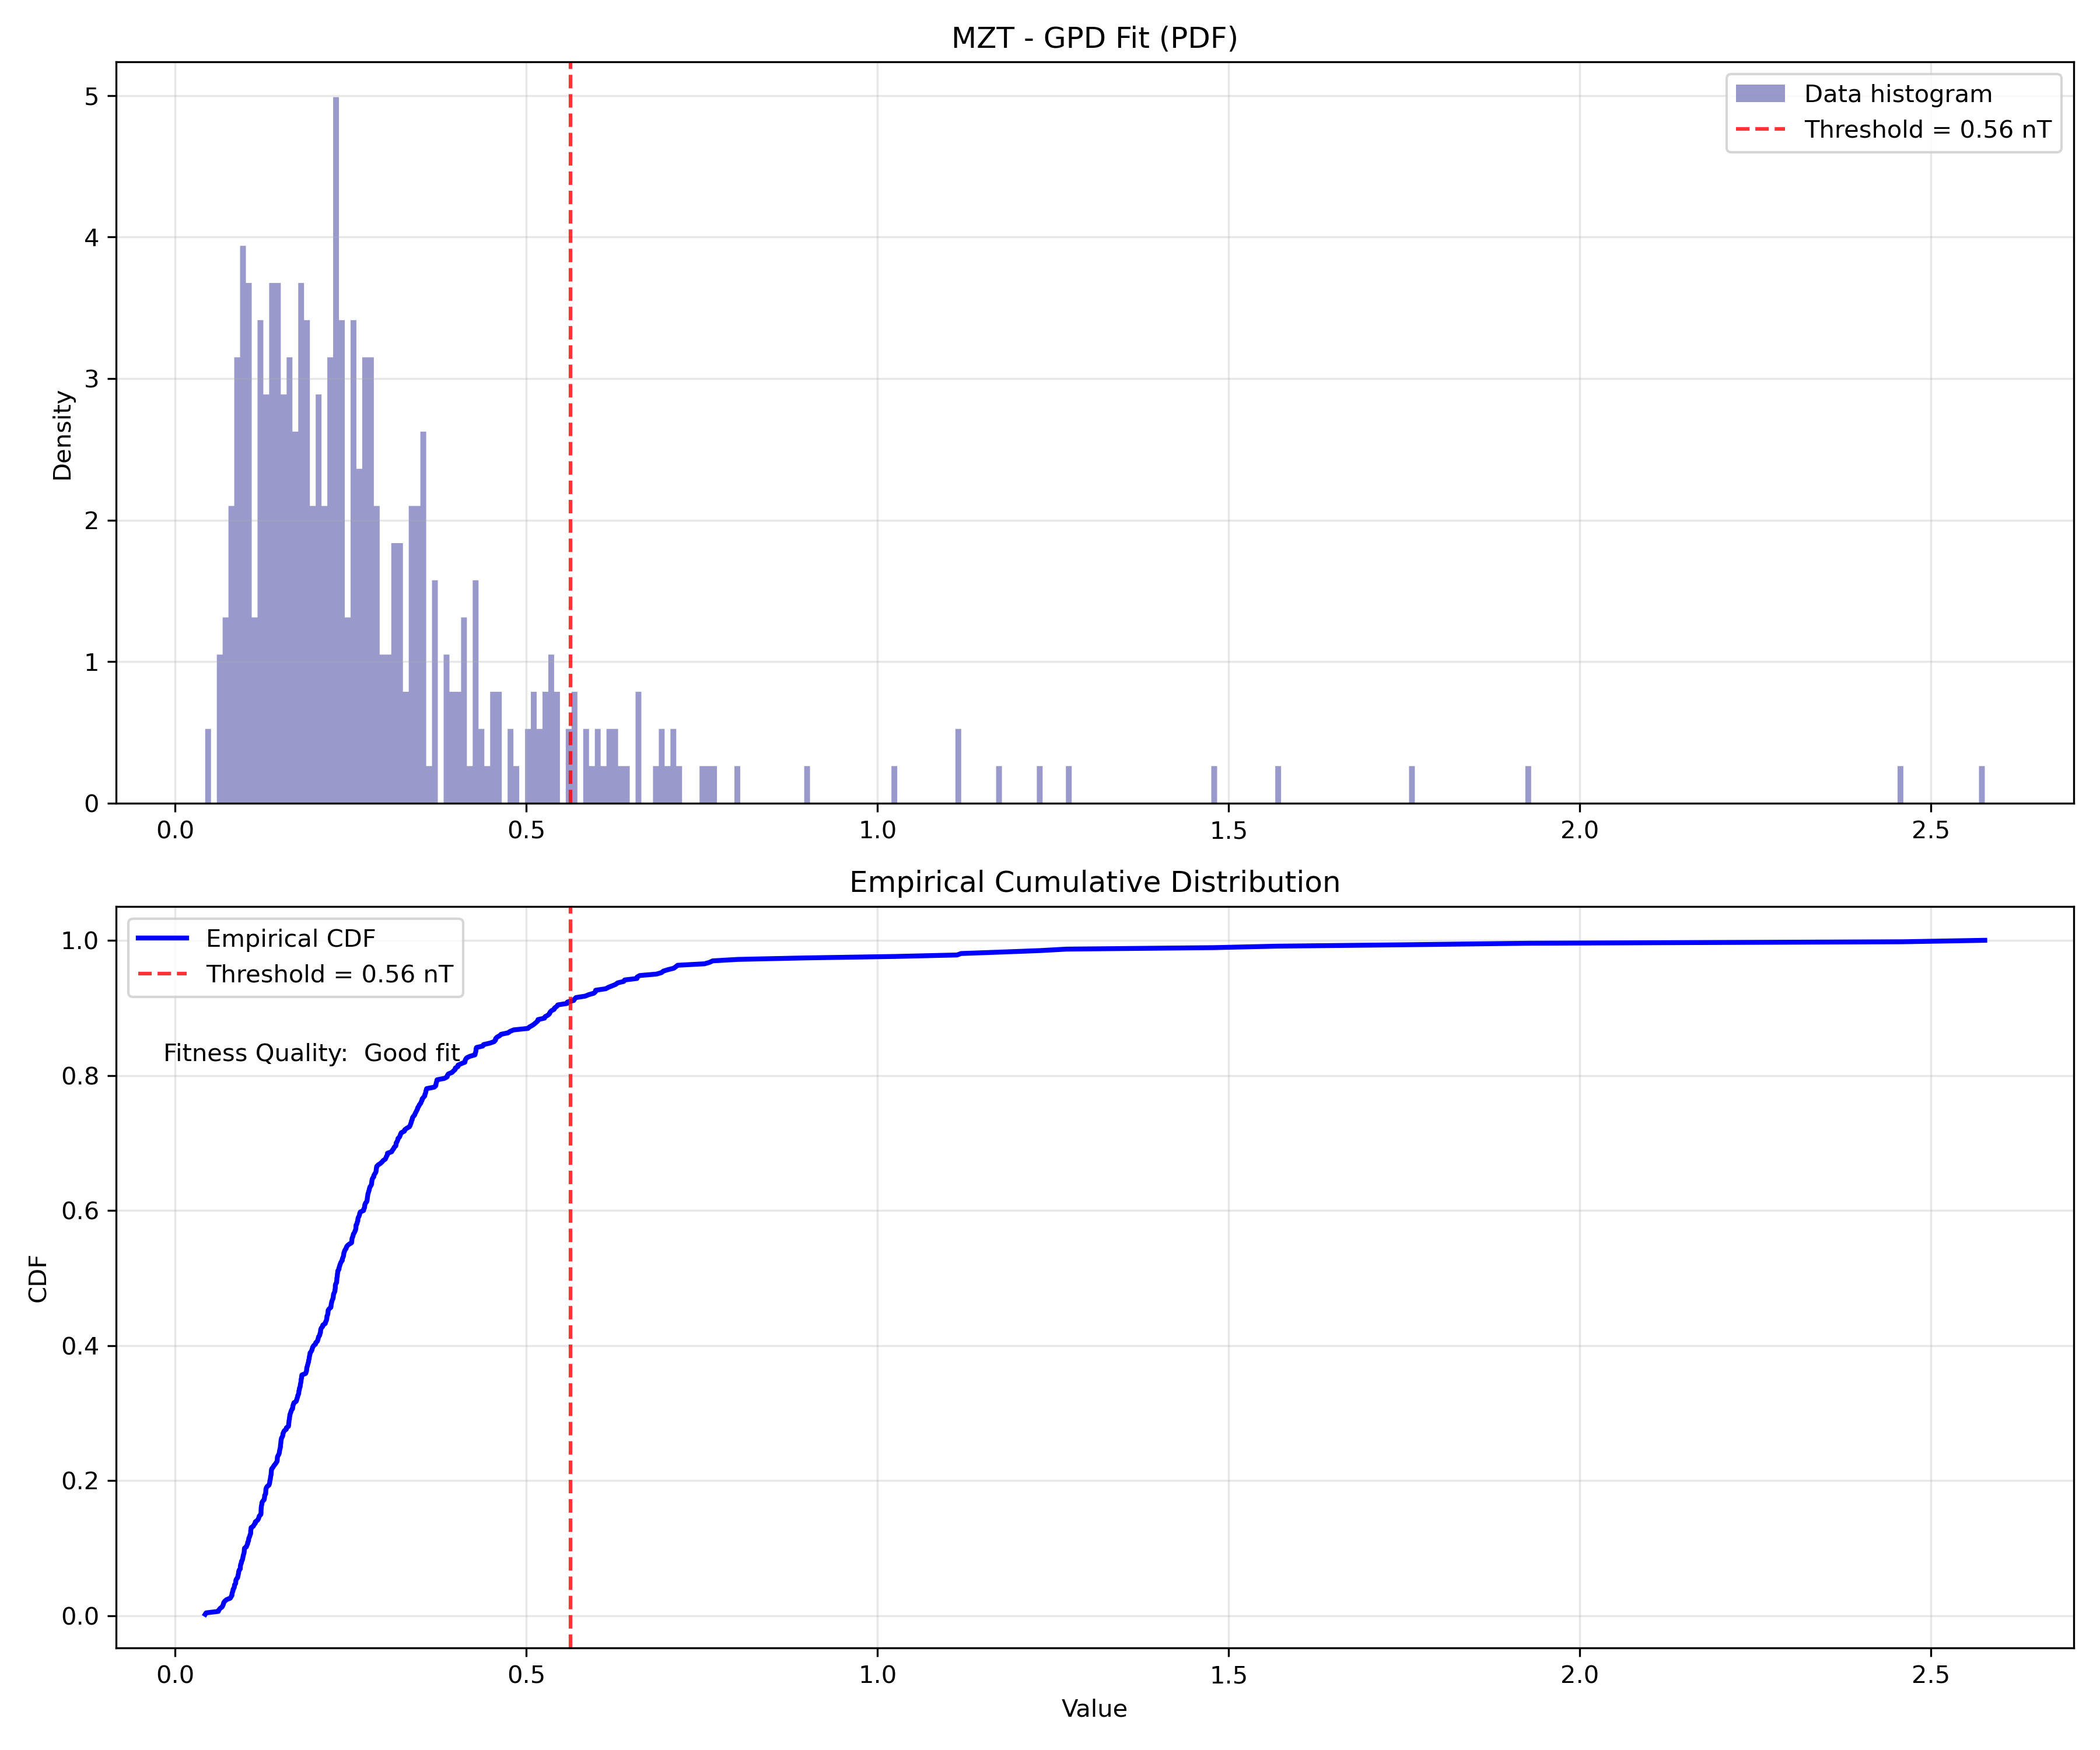 MZT - GPD Fit (PDF)
Data histogram
Threshold = 0.56 nT
Density
5
4
3
2
1
0
0.0 0.5 1.0 1.5 2.0 2.5
Empirical Cumulative Distribution
Empirical CDF
Threshold = 0.56 nT
Fitness Quality:  Good fit
CDF
1.0
0.8
0.6
0.4
0.2
0.0
0.0 0.5 1.0 1.5 2.0 2.5
Value